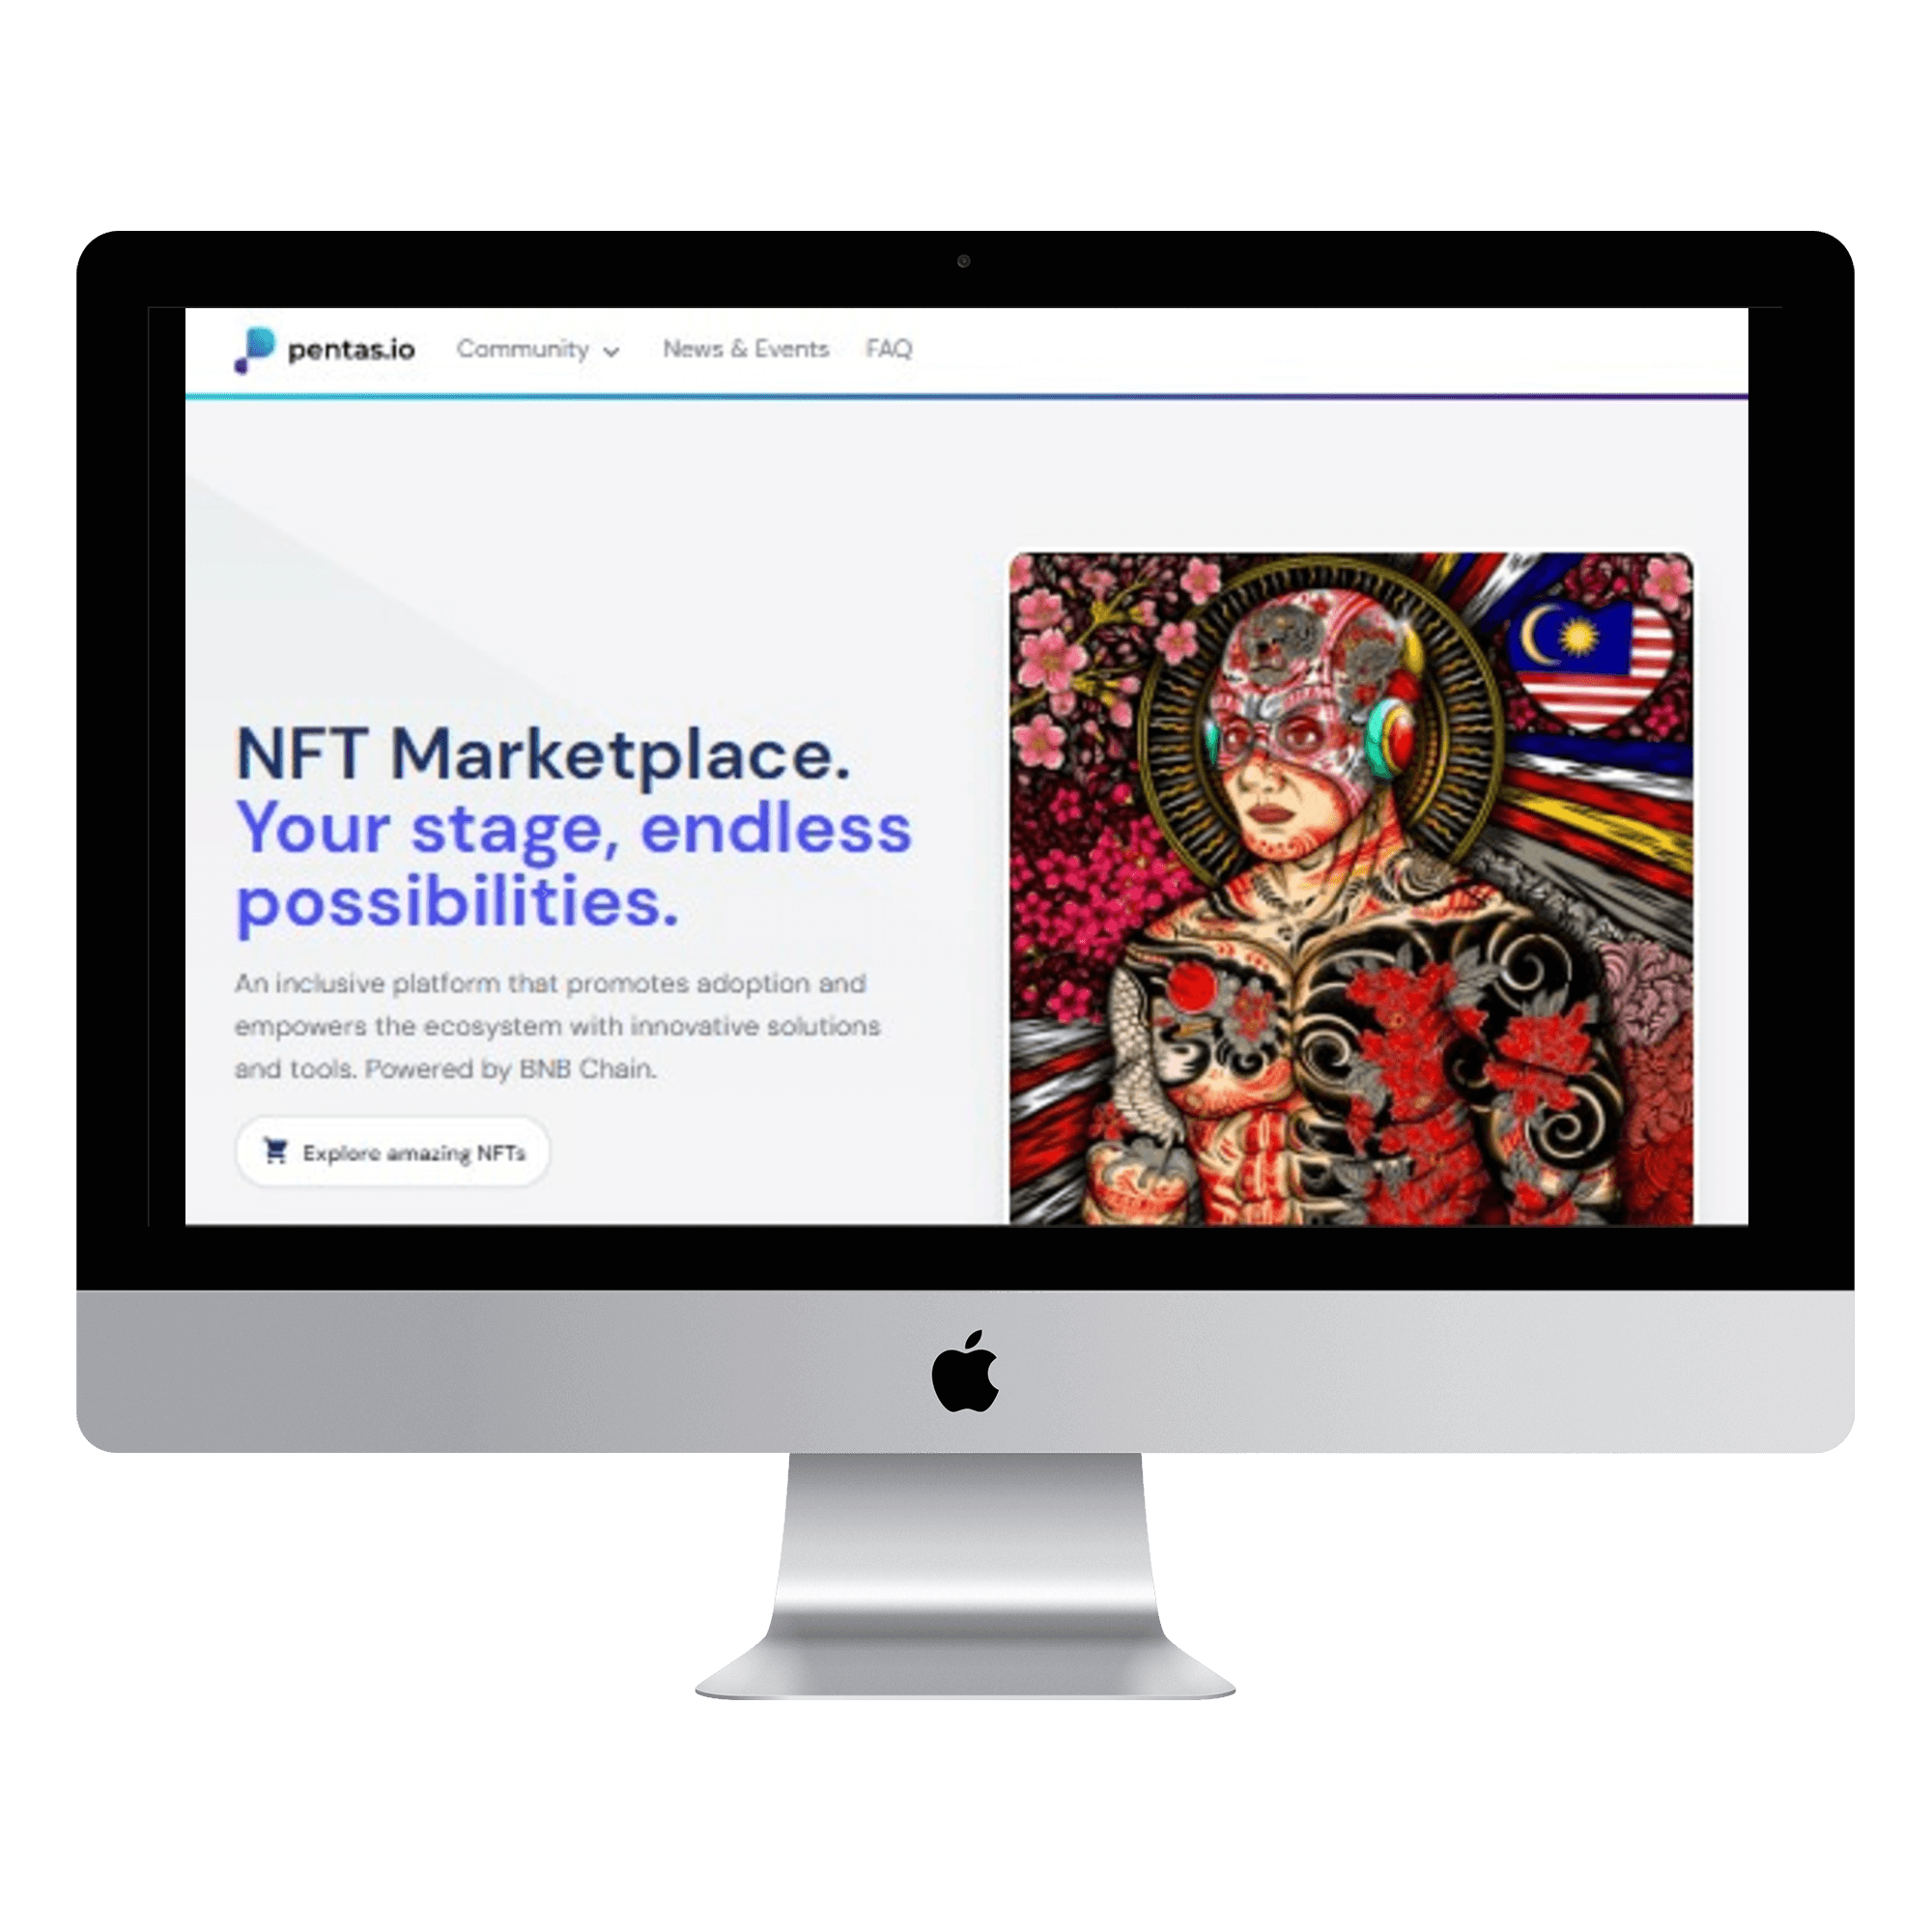 pentas.io Community News & Events FAQ
NFT Marketplace.
Your stage, endless
possibilities.
An inclusive platform that promotes adoption and
empowers the ecosystem with innovative solutions
and tools. Powered by BNB Chain.
Explore amazing NFTs